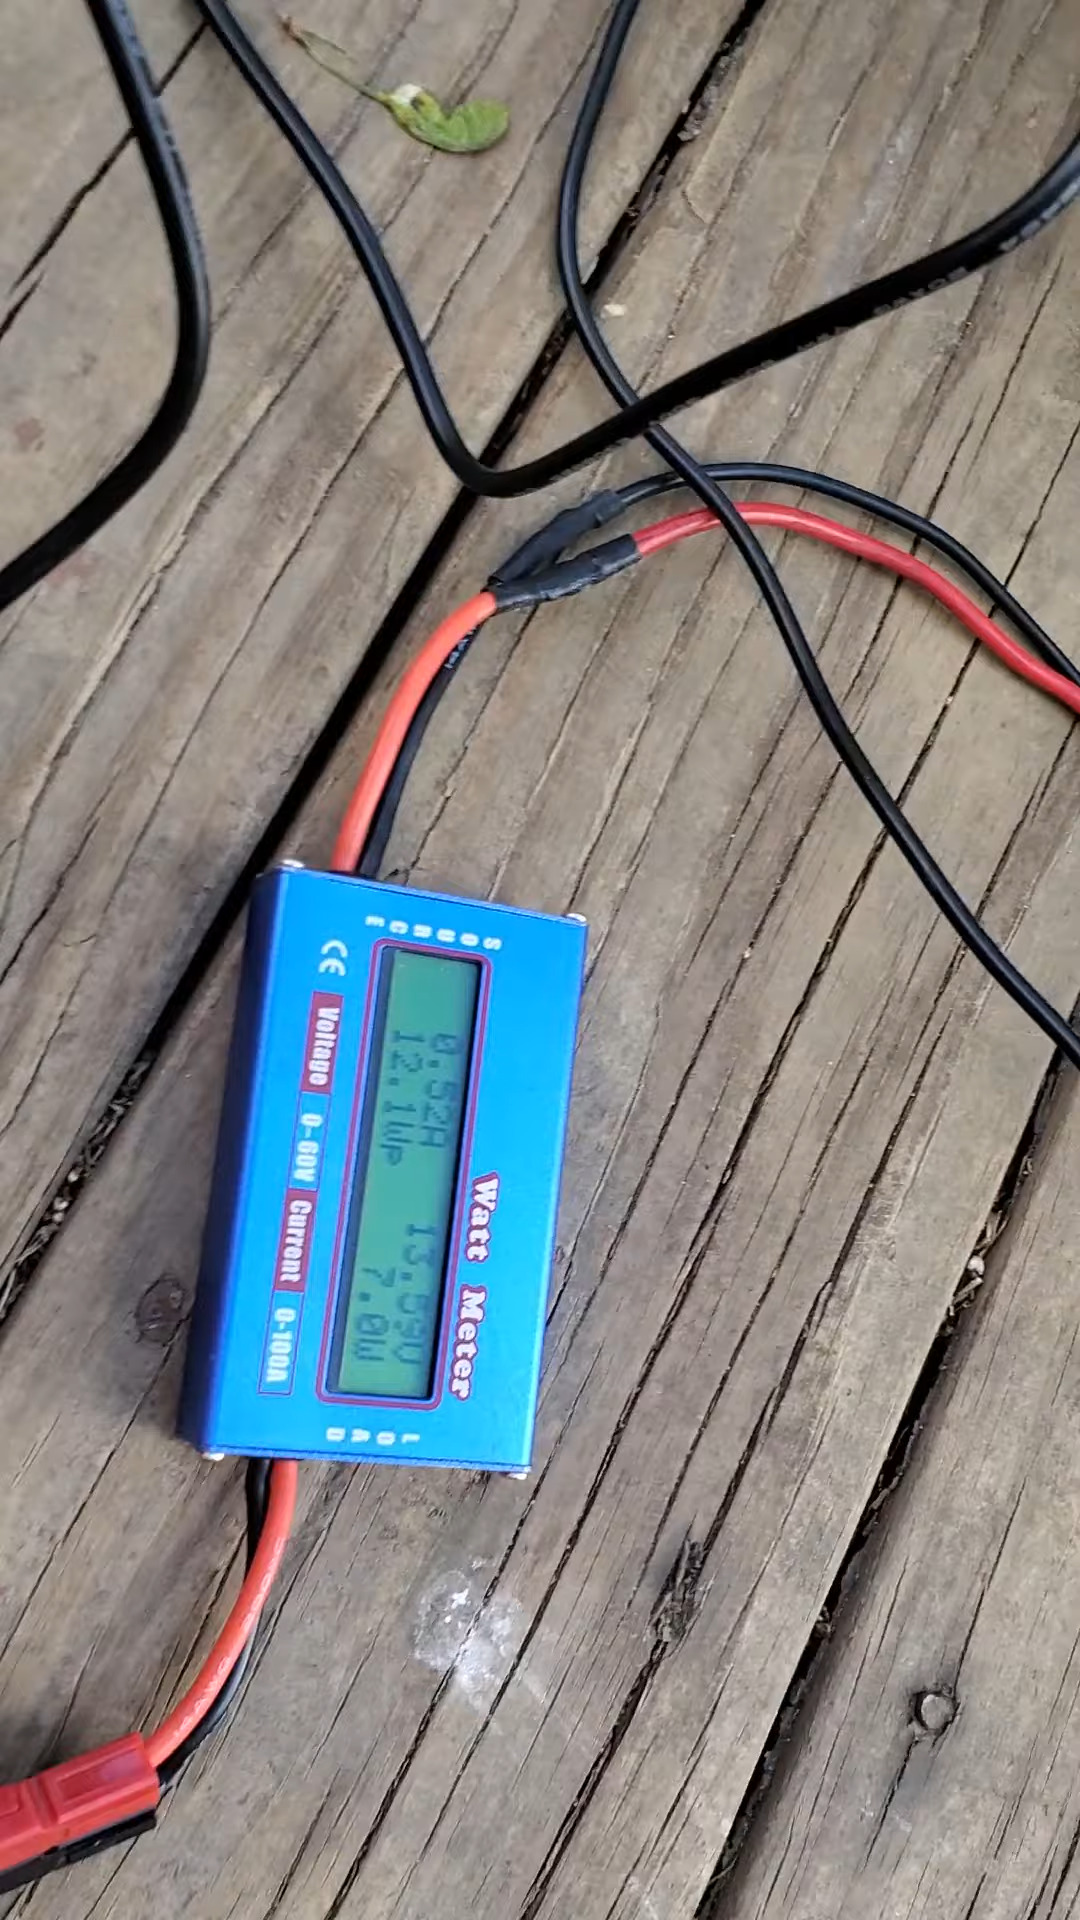 SOURCE
Watt Meter
0.52A 13.59V
12.1Wp 7.0W
CE
Voltage 0-60V Current 0-100A
LOAD